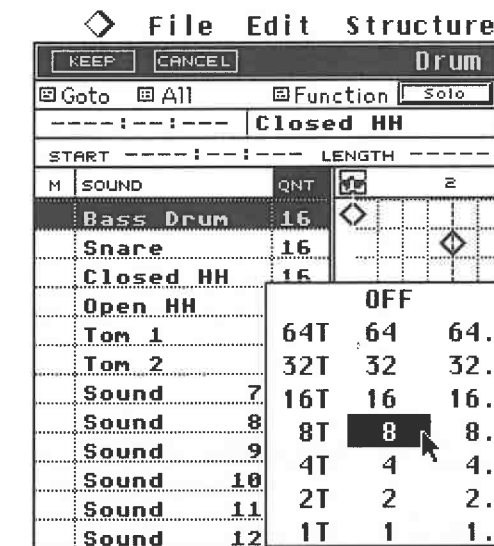 File Edit Structure
KEEP CANCEL Drum
Goto All Function Solo
----:--:--- Closed HH
START ----:--:--- LENGTH -----
M SOUND QNT 2
Bass Drum 16
Snare 16
Closed HH 16
Open HH
Tom 1
Tom 2
Sound 7
Sound 8
Sound 9
Sound 10
Sound 11
Sound 12
OFF
64T 64 64.
32T 32 32.
16T 16 16.
8T 8 8.
4T 4 4.
2T 2 2.
1T 1 1.